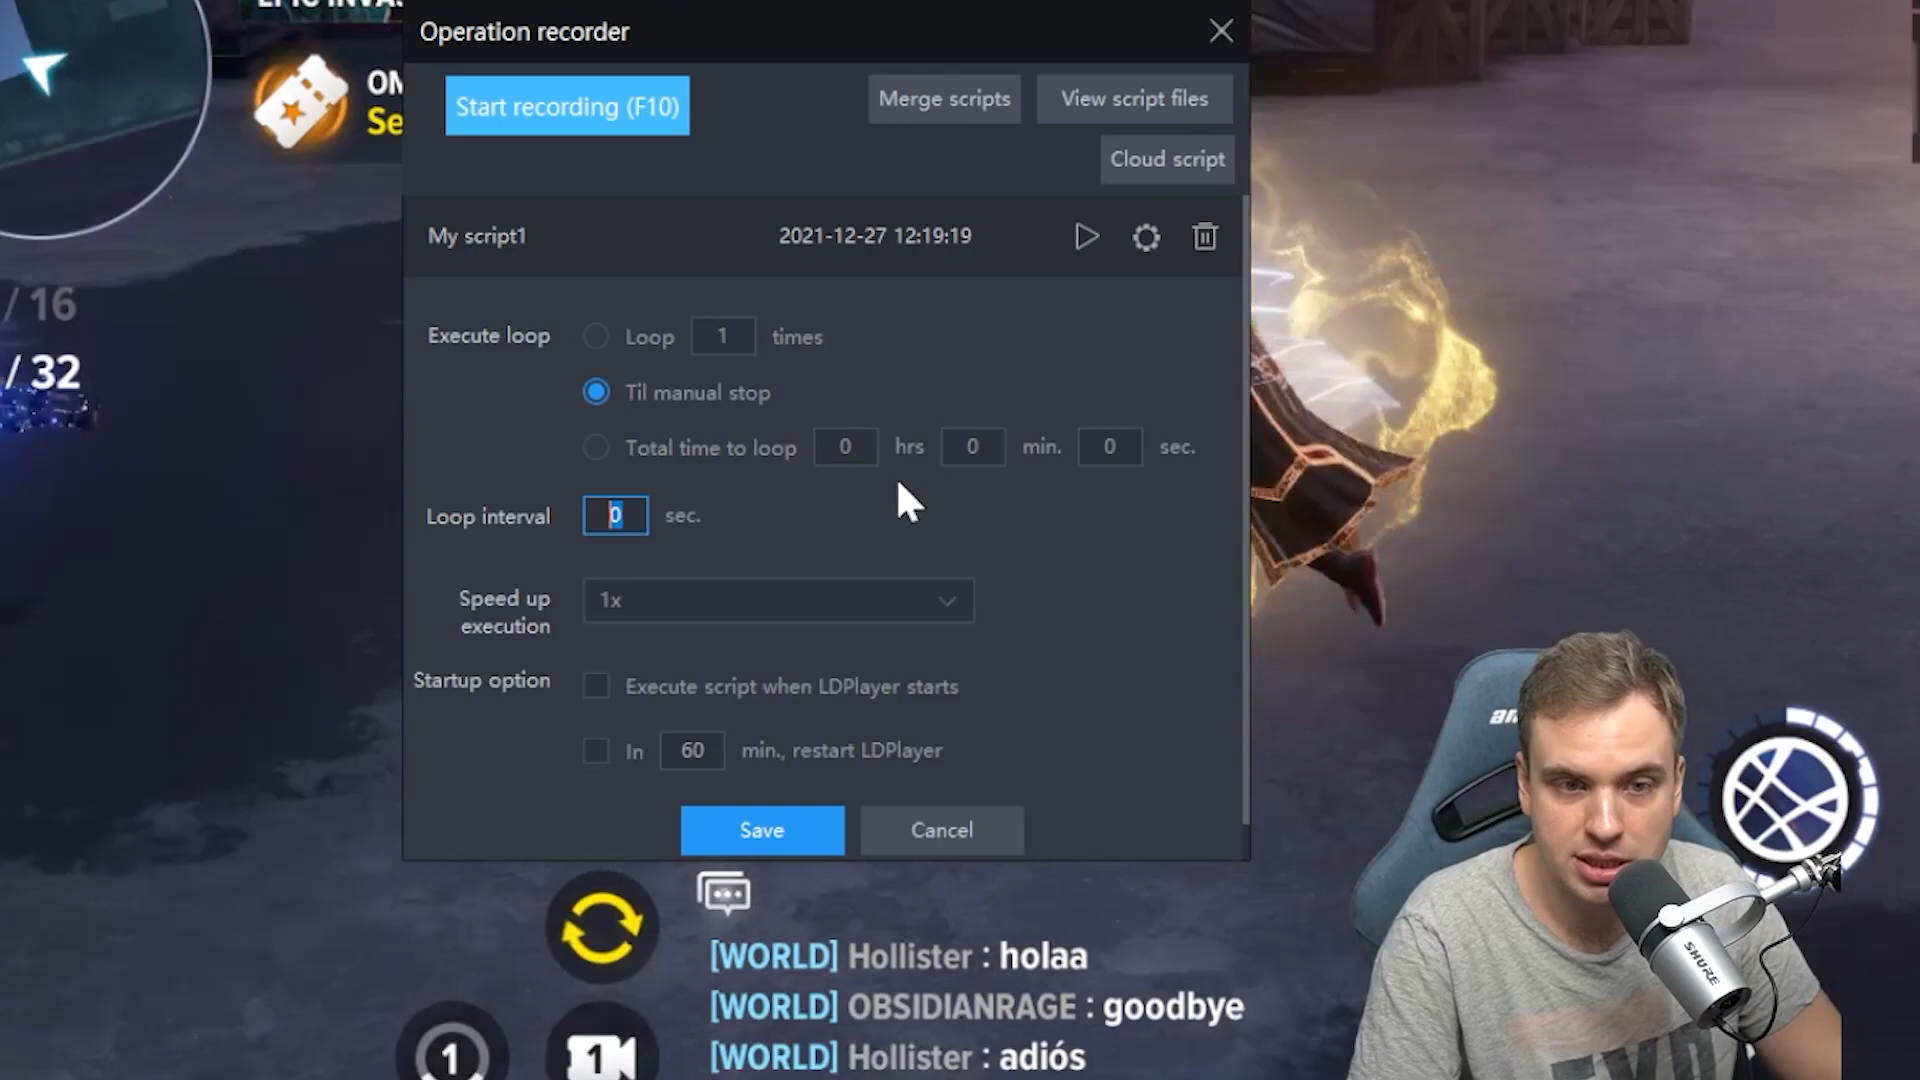 Operation recorder
Start recording (F10)
Merge scripts
View script files
Cloud script
My script1
2021-12-27 12:19:19
Execute loop
Loop 1 times
Til manual stop
Total time to loop 0 hrs 0 min. 0 sec.
Loop interval 0 sec.
Speed up
execution
1x
Startup option
Execute script when LDPlayer starts
In 60 min., restart LDPlayer
Save
Cancel
/ 16
/ 32
[WORLD] Hollister : holaa
[WORLD] OBSIDIANRAGE : goodbye
[WORLD] Hollister : adiós
1
1
SHURE